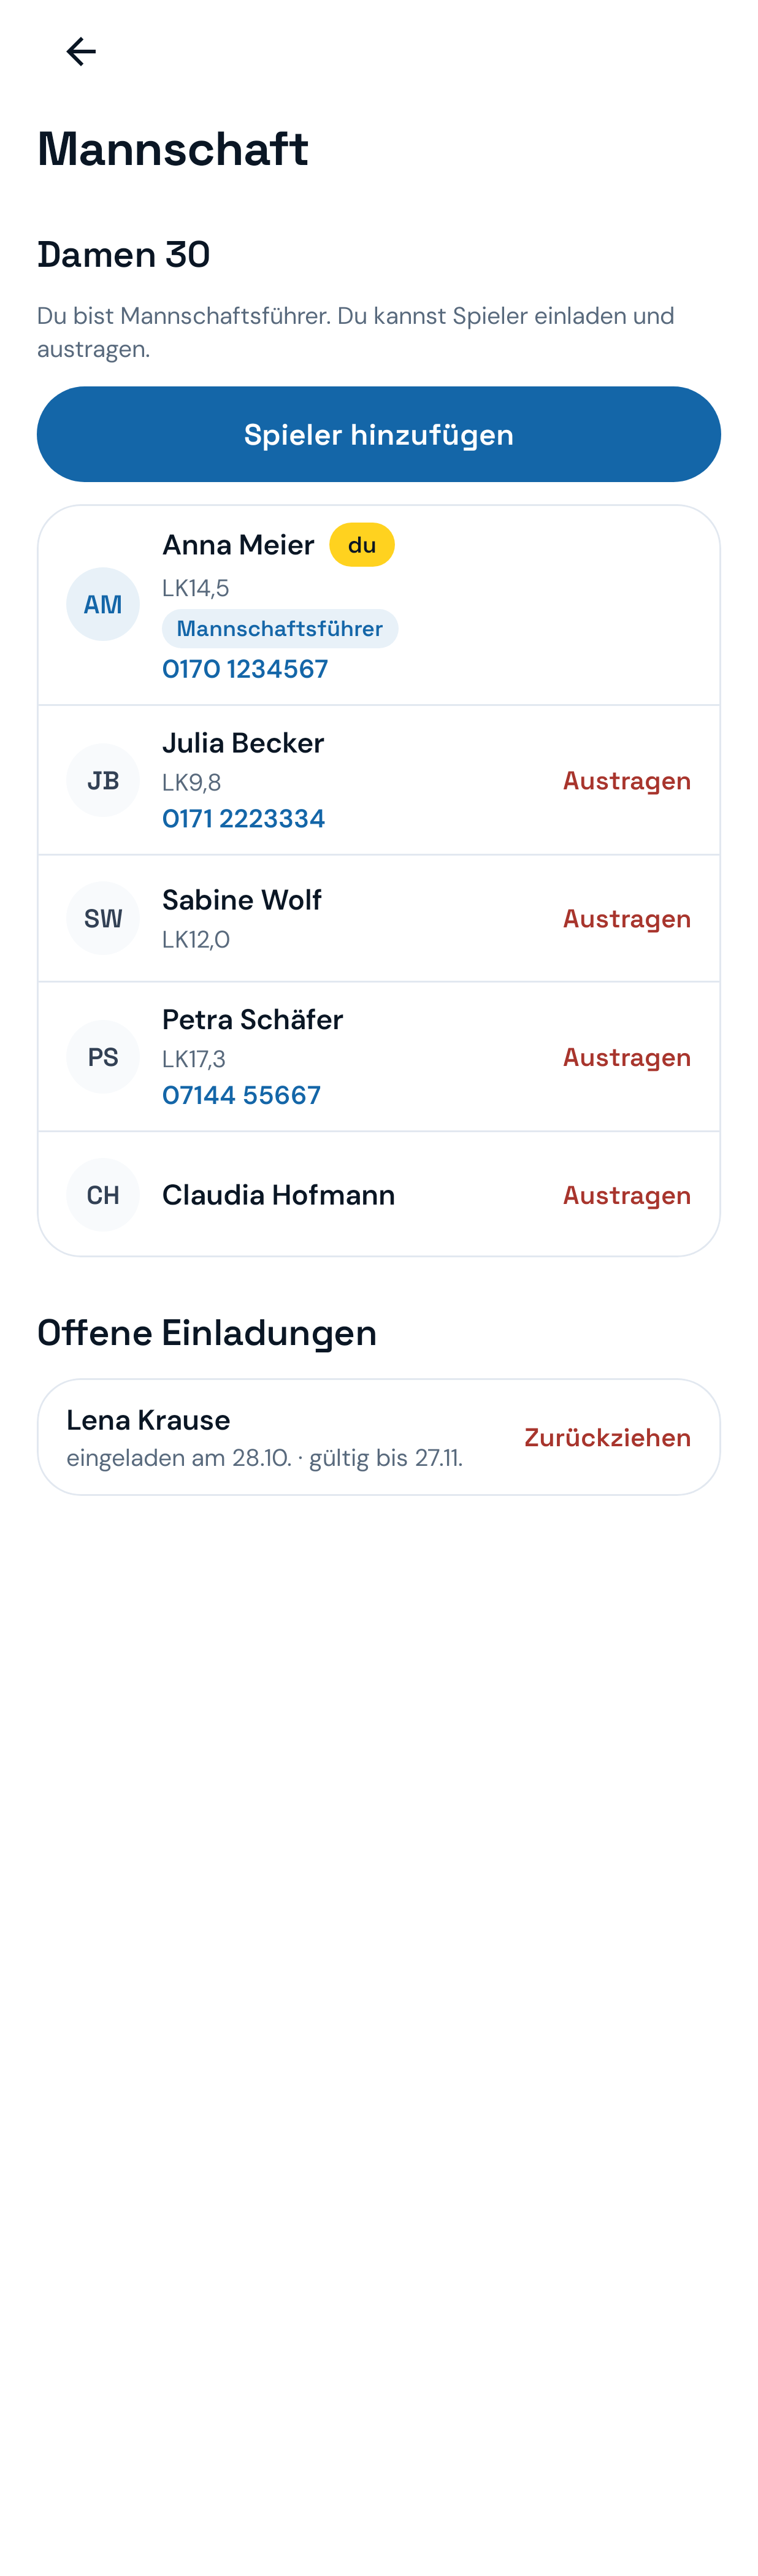 Mannschaft
Damen 30
Du bist Mannschaftsführer. Du kannst Spieler einladen und
austragen.
Spieler hinzufügen
AM
Anna Meier du
LK14,5
Mannschaftsführer
0170 1234567
JB
Julia Becker
LK9,8
0171 2223334
Austragen
SW
Sabine Wolf
LK12,0
Austragen
PS
Petra Schäfer
LK17,3
07144 55667
Austragen
CH
Claudia Hofmann
Austragen
Offene Einladungen
Lena Krause
eingeladen am 28.10. · gültig bis 27.11.
Zurückziehen